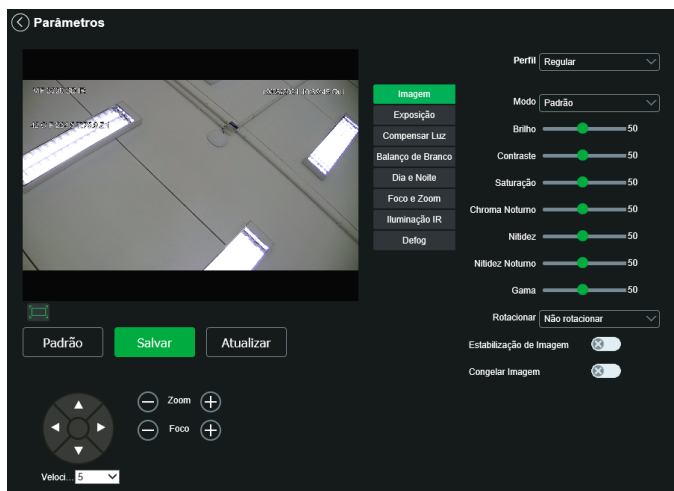 Parâmetros
Perfil Regular
Imagem
Modo Padrão
Exposição
Brilho 50
Compensar Luz
Contraste 50
Balanço de Branco
Saturação 50
Dia e Noite
Chroma Noturno 50
Foco e Zoom
Nitidez 50
Iluminação IR
Nitidez Noturno 50
Defog
Gama 50
Rotacionar Não rotacionar
Estabilização de Imagem
Congelar Imagem
Padrão Salvar Atualizar
Zoom
Foco
Veloci... 5